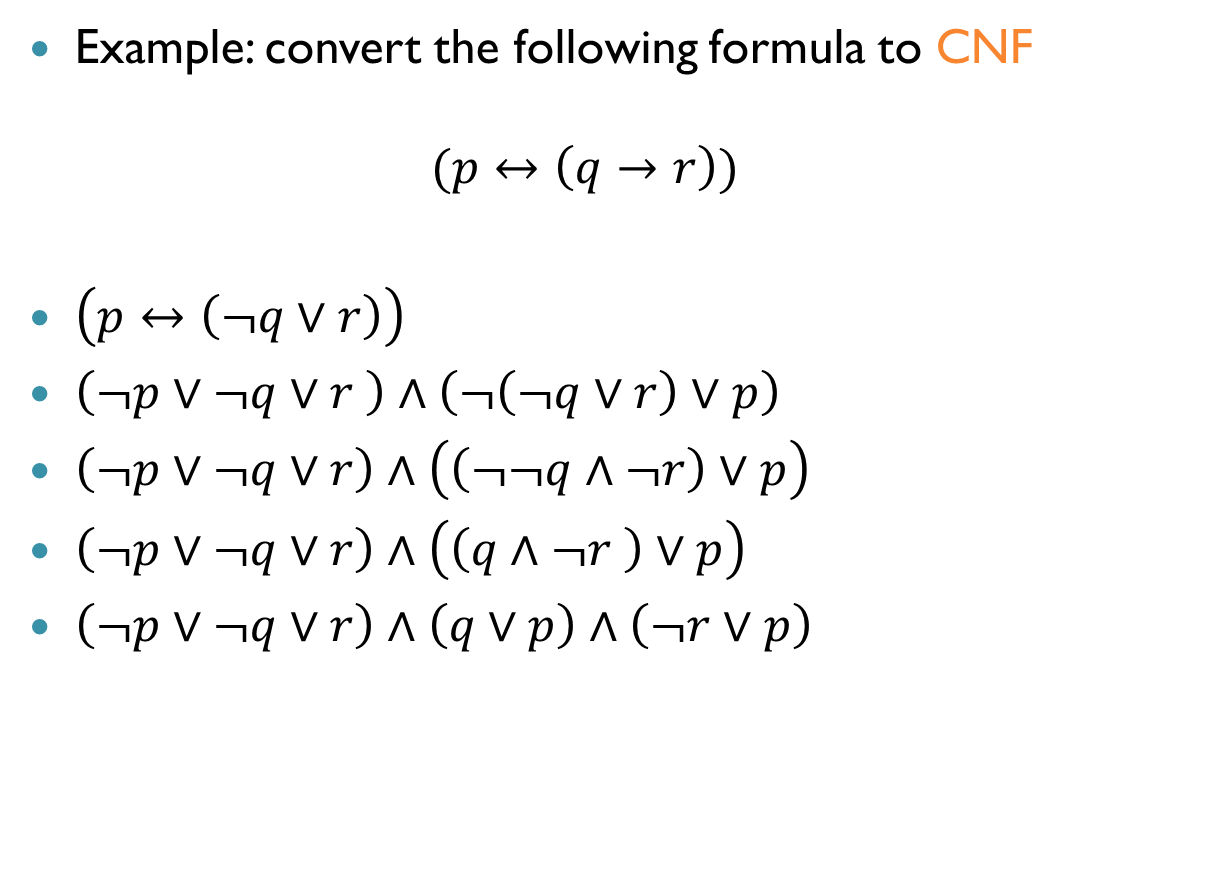 • Example: convert the following formula to CNF
(𝑝 ↔ (𝑞 → 𝑟))
• (𝑝 ↔ (¬𝑞 ∨ 𝑟))
• (¬𝑝 ∨ ¬𝑞 ∨ 𝑟 ) ∧ (¬(¬𝑞 ∨ 𝑟) ∨ 𝑝)
• (¬𝑝 ∨ ¬𝑞 ∨ 𝑟) ∧ ((¬¬𝑞 ∧ ¬𝑟) ∨ 𝑝)
• (¬𝑝 ∨ ¬𝑞 ∨ 𝑟) ∧ ((𝑞 ∧ ¬𝑟 ) ∨ 𝑝)
• (¬𝑝 ∨ ¬𝑞 ∨ 𝑟) ∧ (𝑞 ∨ 𝑝) ∧ (¬𝑟 ∨ 𝑝)